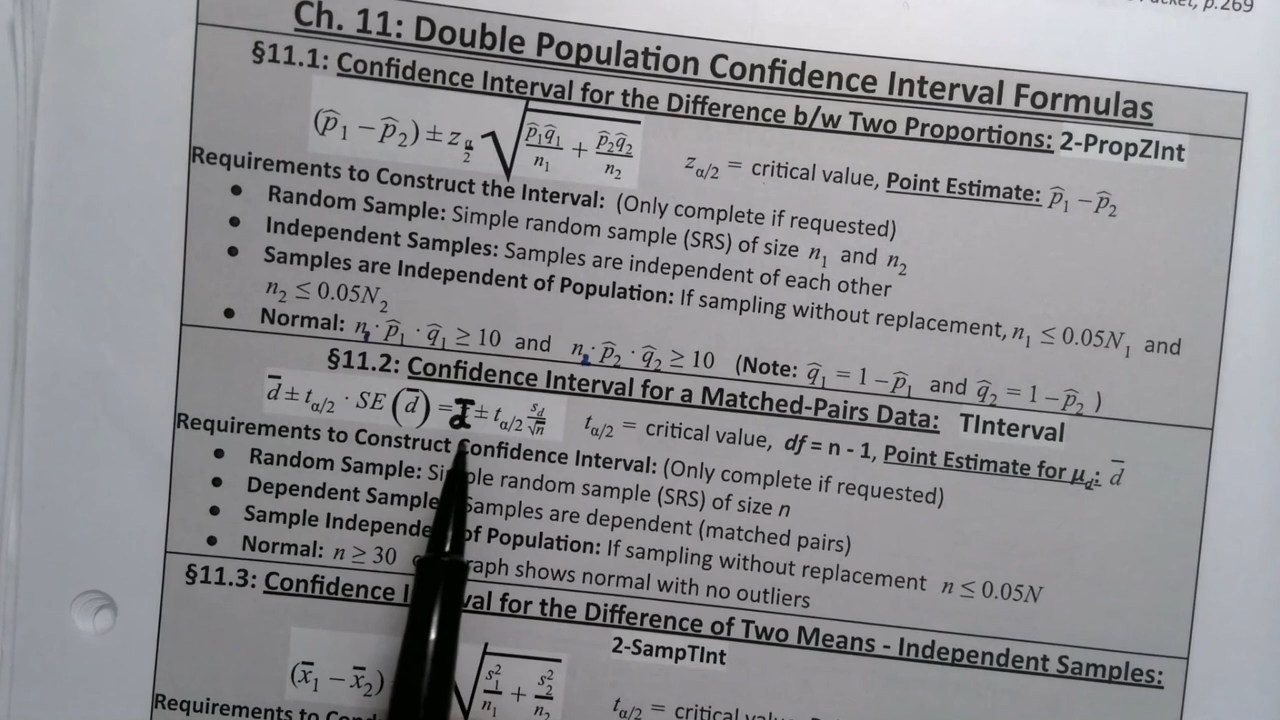 p.269
Ch. 11: Double Population Confidence Interval Formulas
§11.1: Confidence Interval for the Difference b/w Two Proportions: 2-PropZInt
(p̂₁ − p̂₂) ± z_{α/2} √(p̂₁q̂₁/n₁ + p̂₂q̂₂/n₂) z_{α/2} = critical value, Point Estimate: p̂₁ − p̂₂
Requirements to Construct the Interval: (Only complete if requested)
• Random Sample: Simple random sample (SRS) of size n₁ and n₂
• Independent Samples: Samples are independent of each other
• Samples are Independent of Population: If sampling without replacement, n₁ ≤ 0.05N₁ and
n₂ ≤ 0.05N₂
• Normal: n₁ · p̂₁ · q̂₁ ≥ 10 and n₂ · p̂₂ · q̂₂ ≥ 10 (Note: q̂₁ = 1 − p̂₁ and q̂₂ = 1 − p̂₂ )
§11.2: Confidence Interval for a Matched-Pairs Data: TInterval
d̄ ± t_{α/2} · SE(d̄) = d̄ ± t_{α/2} s_d/√n t_{α/2} = critical value, df = n - 1, Point Estimate for μ_d: d̄
Requirements to Construct Confidence Interval: (Only complete if requested)
• Random Sample: Simple random sample (SRS) of size n
• Dependent Sample Samples are dependent (matched pairs)
• Sample Independe of Population: If sampling without replacement n ≤ 0.05N
• Normal: n ≥ 30 raph shows normal with no outliers
§11.3: Confidence I val for the Difference of Two Means - Independent Samples:
2-SampTInt
(x̄₁ − x̄₂) √(s₁²/n₁ + s₂²/n₂) t_{α/2} = critical
Requirements to